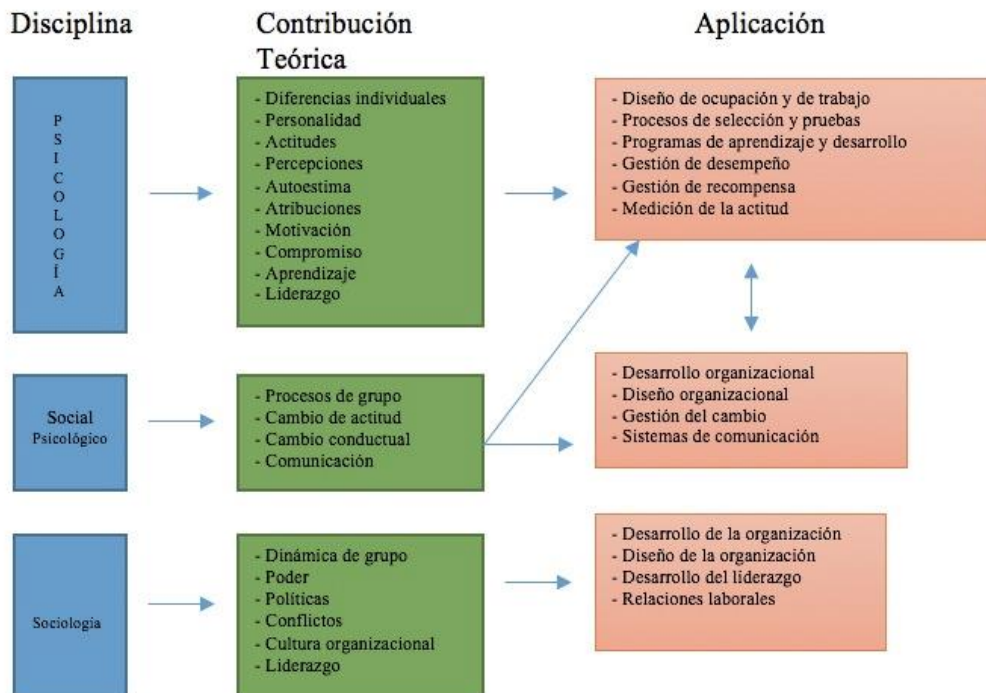 Disciplina
Contribución
Teórica
Aplicación
PSICOLOGÍA
- Diferencias individuales
- Personalidad
- Actitudes
- Percepciones
- Autoestima
- Atribuciones
- Motivación
- Compromiso
- Aprendizaje
- Liderazgo
- Diseño de ocupación y de trabajo
- Procesos de selección y pruebas
- Programas de aprendizaje y desarrollo
- Gestión de desempeño
- Gestión de recompensa
- Medición de la actitud
Social
Psicológico
- Procesos de grupo
- Cambio de actitud
- Cambio conductual
- Comunicación
- Desarrollo organizacional
- Diseño organizacional
- Gestión del cambio
- Sistemas de comunicación
Sociologia
- Dinámica de grupo
- Poder
- Políticas
- Conflictos
- Cultura organizacional
- Liderazgo
- Desarrollo de la organización
- Diseño de la organización
- Desarrollo del liderazgo
- Relaciones laborales